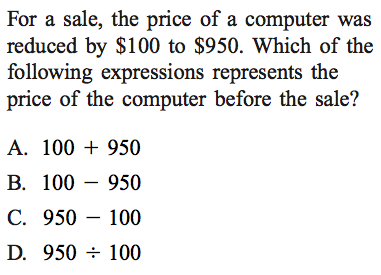 For a sale, the price of a computer was
reduced by $100 to $950. Which of the
following expressions represents the
price of the computer before the sale?
A. 100 + 950
B. 100 − 950
C. 950 − 100
D. 950 ÷ 100